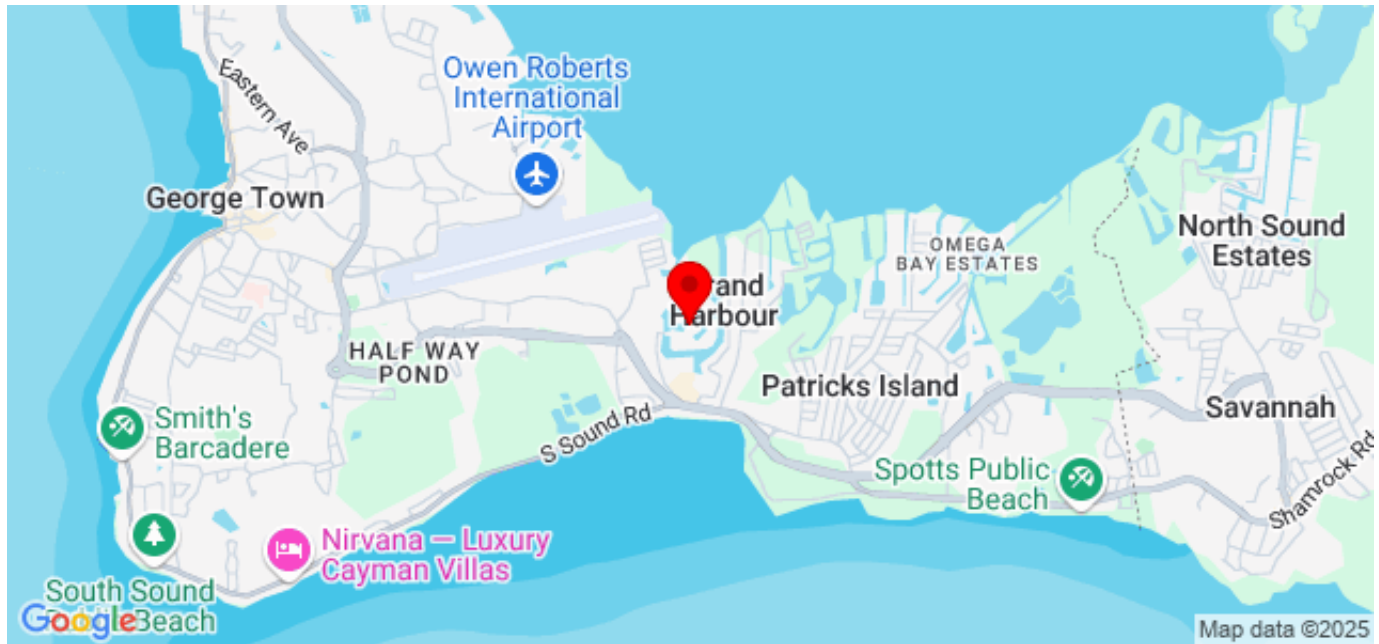 Owen Roberts
International
Airport
Eastern Ave
George Town
North Sound
Estates
OMEGA
BAY ESTATES
Harbour
HALF WAY
POND
Patricks Island
Savannah
Smith's
Barcadere
S Sound Rd
Spotts Public
Beach
Shamrock Rd
Nirvana — Luxury
Cayman Villas
South Sound
Beach
Google
Map data ©2025